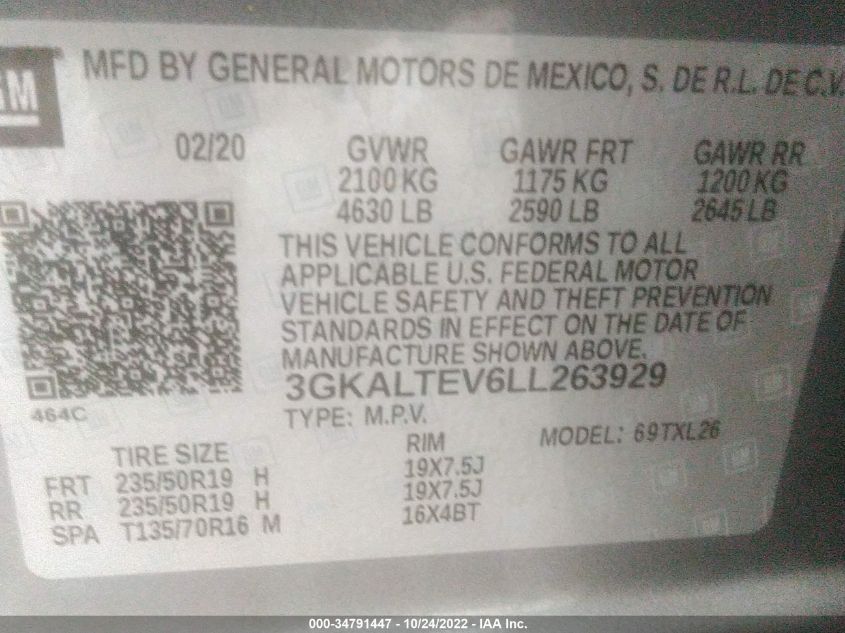 GM
MFD BY GENERAL MOTORS DE MEXICO, S. DE R.L. DE C.V.
02/20 GVWR GAWR FRT GAWR RR
2100 KG 1175 KG 1200 KG
4630 LB 2590 LB 2645 LB
THIS VEHICLE CONFORMS TO ALL
APPLICABLE U.S. FEDERAL MOTOR
VEHICLE SAFETY AND THEFT PREVENTION
STANDARDS IN EFFECT ON THE DATE OF
MANUFACTURE SHOWN ABOVE.
3GKALTEV6LL263929
464C
TYPE: M.P.V. MODEL: 69TXL26
TIRE SIZE RIM
FRT 235/50R19 H 19X7.5J
RR 235/50R19 H 19X7.5J
SPA T135/70R16 M 16X4BT
000-34791447 - 10/24/2022 - IAA Inc.